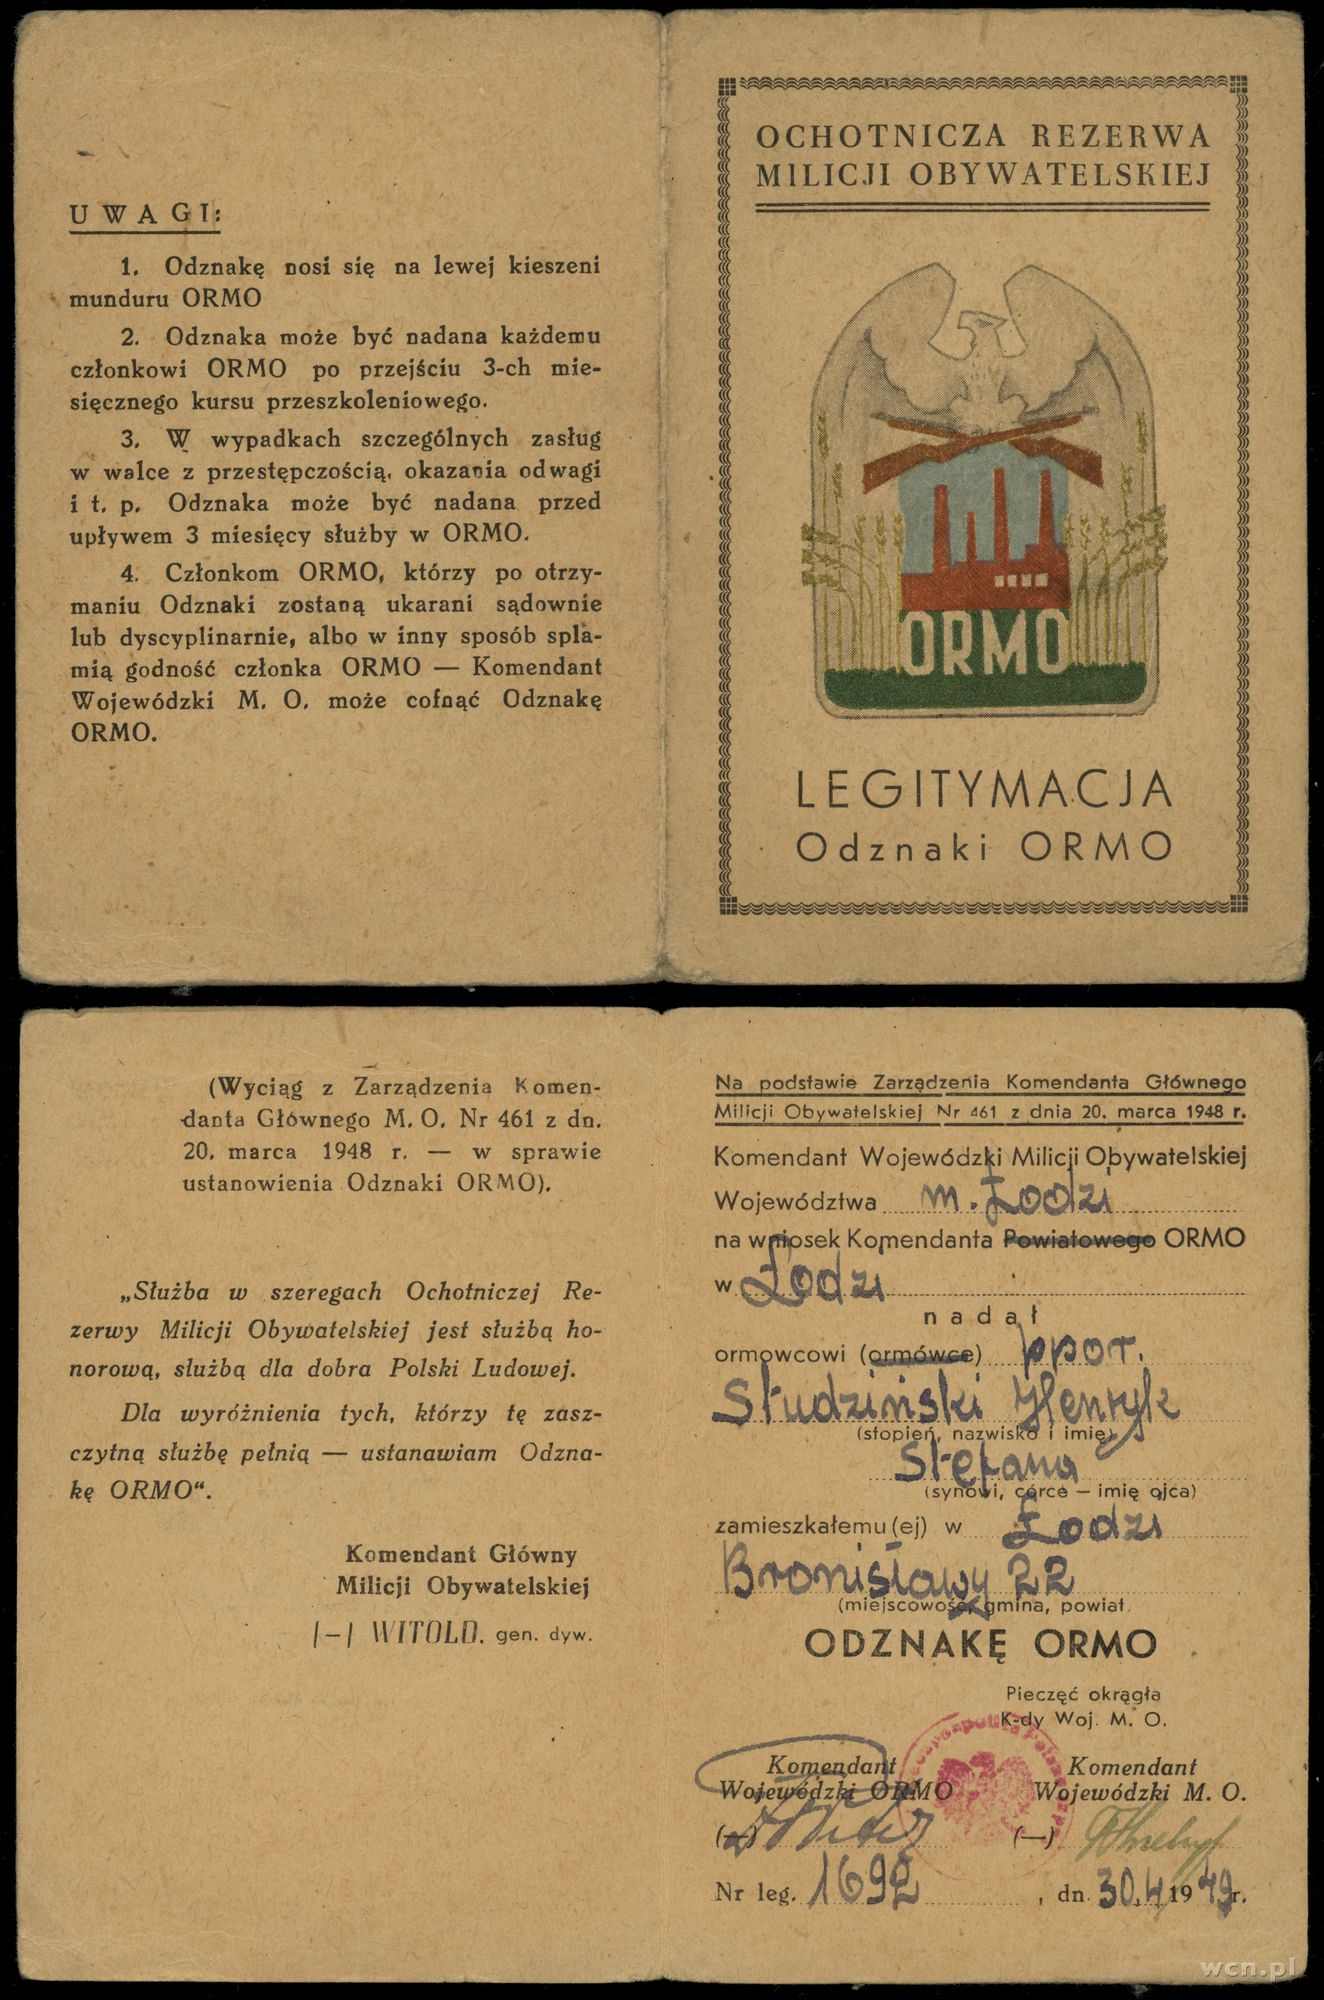 UWAGI:
1. Odznakę nosi się na lewej kieszeni
munduru ORMO
2. Odznaka może być nadana każdemu
członkowi ORMO po przejściu 3-ch mie-
sięcznego kursu przeszkoleniowego.
3. W wypadkach szczególnych zasług
w walce z przestępczością, okazania odwagi
i t. p. Odznaka może być nadana przed
upływem 3 miesięcy służby w ORMO.
4. Członkom ORMO, którzy po otrzy-
maniu Odznaki zostaną ukarani sądownie
lub dyscyplinarnie, albo w inny sposób spla-
mią godność członka ORMO — Komendant
Wojewódzki M. O. może cofnąć Odznakę
ORMO.
OCHOTNICZA REZERWA
MILICJI OBYWATELSKIEJ
ORMO
LEGITYMACJA
Odznaki ORMO
(Wyciąg z Zarządzenia Komen-
danta Głównego M. O. Nr 461 z dn.
20. marca 1948 r. — w sprawie
ustanowienia Odznaki ORMO).
„Służba w szeregach Ochotniczej Re-
zerwy Milicji Obywatelskiej jest służbą ho-
norową, służbą dla dobra Polski Ludowej.
Dla wyróżnienia tych, którzy tę zasz-
czytną służbę pełnią — ustanawiam Odzna-
kę ORMO“.
Komendant Główny
Milicji Obywatelskiej
/-/ WITOLD, gen. dyw.
Na podstawie Zarządzenia Komendanta Głównego
Milicji Obywatelskiej Nr 461 z dnia 20. marca 1948 r.
Komendant Wojewódzki Milicji Obywatelskiej
Województwa m. Łodzi
na wniosek Komendanta Powiatowego ORMO
w Łodzi
nadał
ormowcowi (ormówce) ppor.
Studziński Henryk
(stopień, nazwisko i imię)
Stefana
(synowi, córce — imię ojca)
zamieszkałemu (ej) w Łodzi
Bronisławy 22
(miejscowość, gmina, powiat
ODZNAKĘ ORMO
Pieczęć okrągła
K-dy Woj. M. O.
Komendant
Wojewódzki ORMO
(—)
Komendant
Wojewódzki M. O.
(—)
Nr leg. 1692, dn. 30.4 1949 r.
wcn.pl